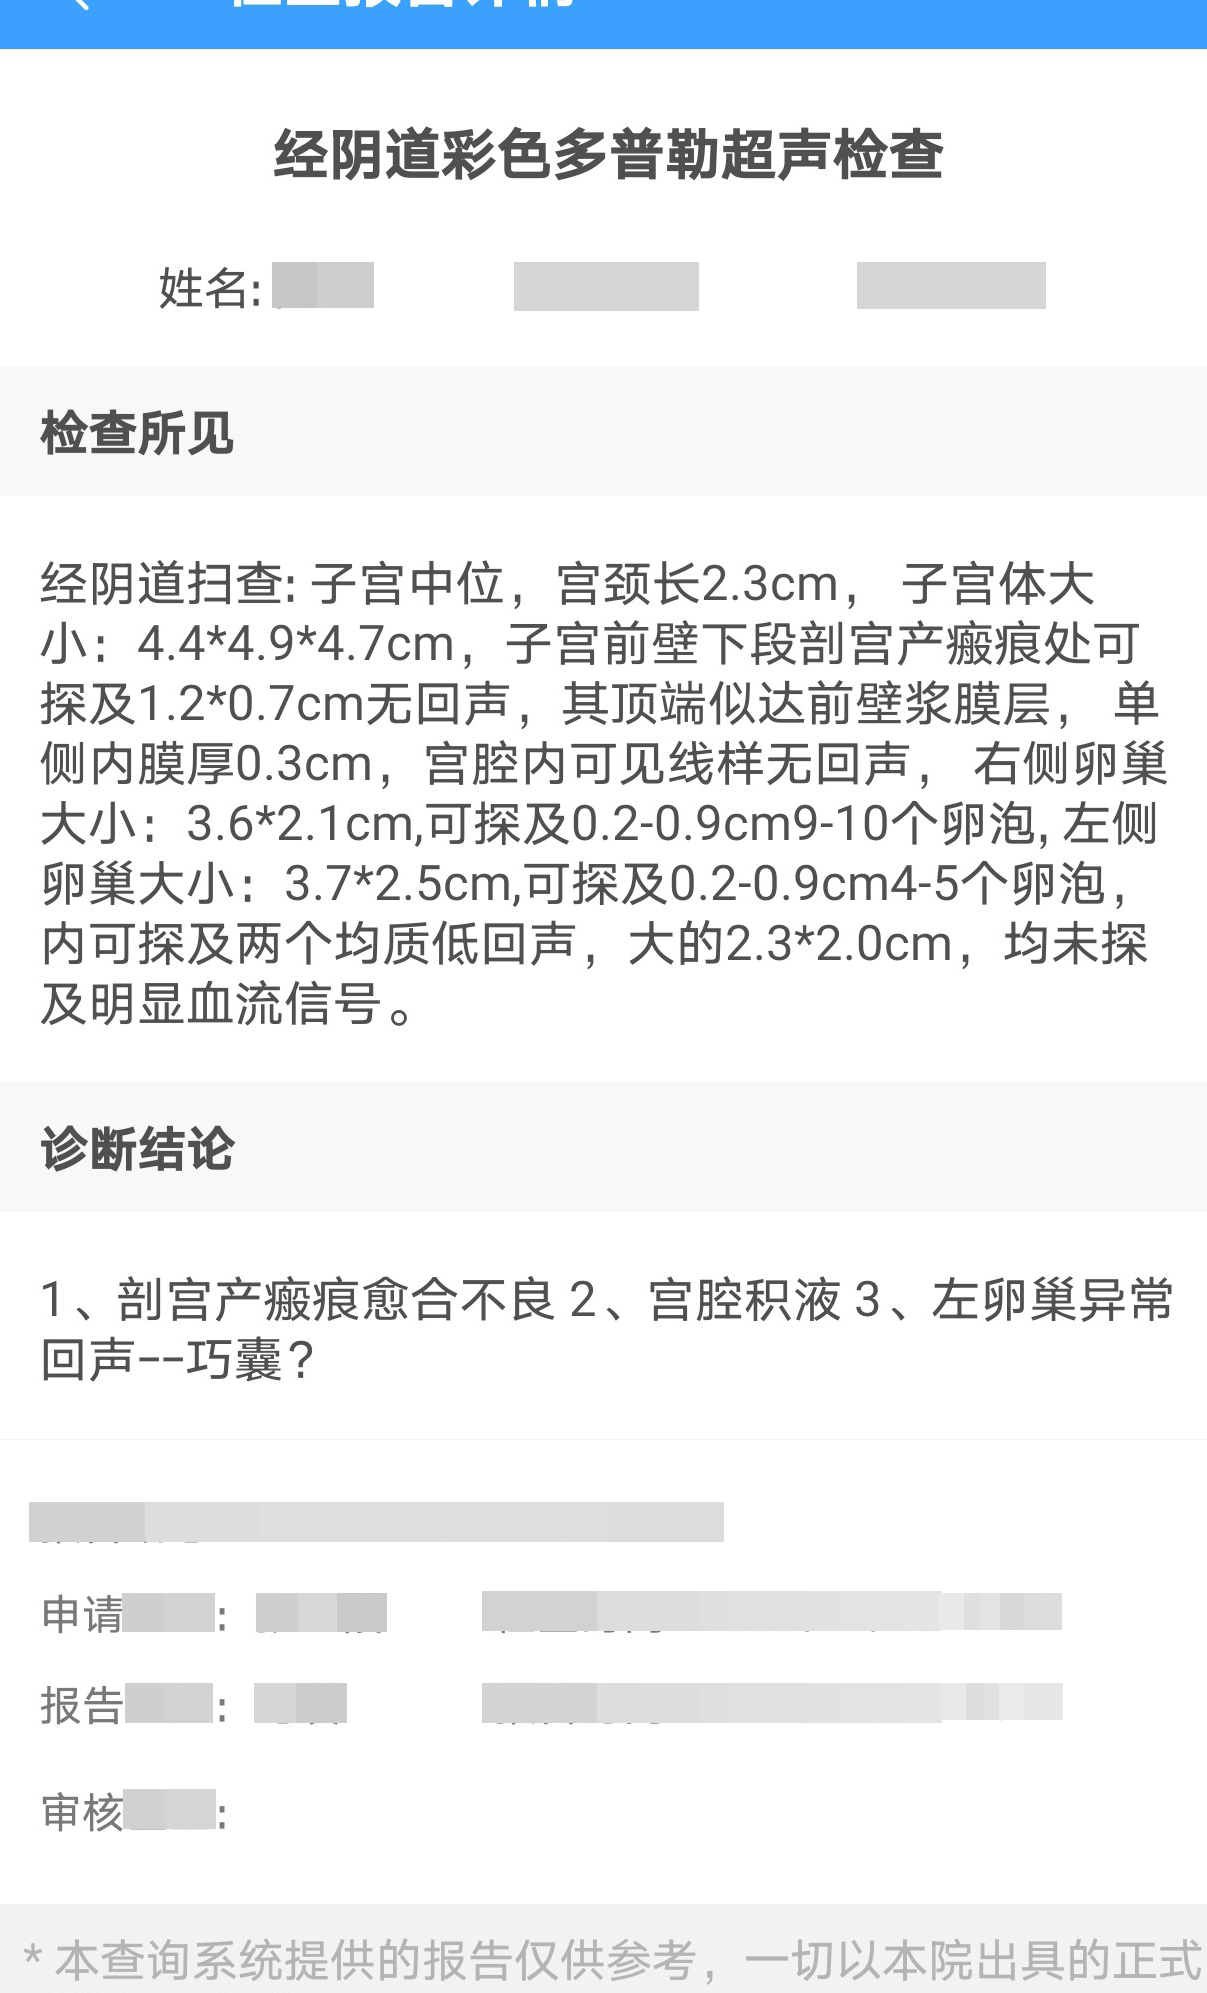 经阴道彩色多普勒超声检查
姓名:
检查所见
经阴道扫查: 子宫中位，宫颈长2.3cm， 子宫体大
小：4.4*4.9*4.7cm，子宫前壁下段剖宫产瘢痕处可
探及1.2*0.7cm无回声，其顶端似达前壁浆膜层， 单
侧内膜厚0.3cm，宫腔内可见线样无回声， 右侧卵巢
大小：3.6*2.1cm,可探及0.2-0.9cm9-10个卵泡, 左侧
卵巢大小：3.7*2.5cm,可探及0.2-0.9cm4-5个卵泡，
内可探及两个均质低回声，大的2.3*2.0cm，均未探
及明显血流信号。
诊断结论
1、剖宫产瘢痕愈合不良 2、宫腔积液 3、左卵巢异常
回声--巧囊？
申请 :
报告 :
审核 :
* 本查询系统提供的报告仅供参考，一切以本院出具的正式